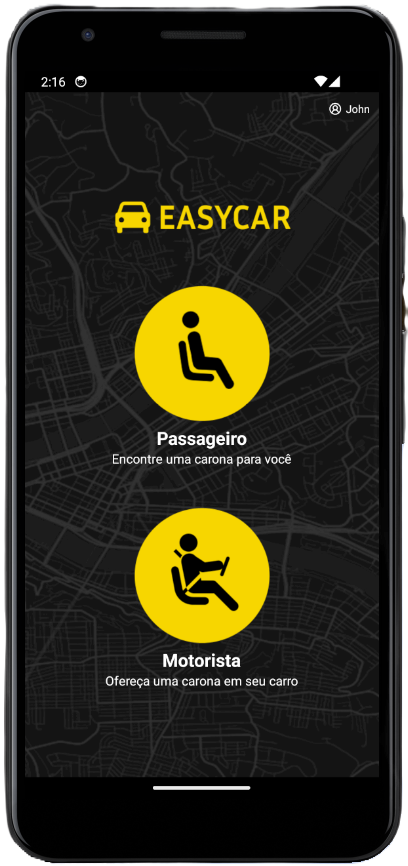 2:16
John
EASYCAR
Passageiro
Encontre uma carona para você
Motorista
Ofereça uma carona em seu carro